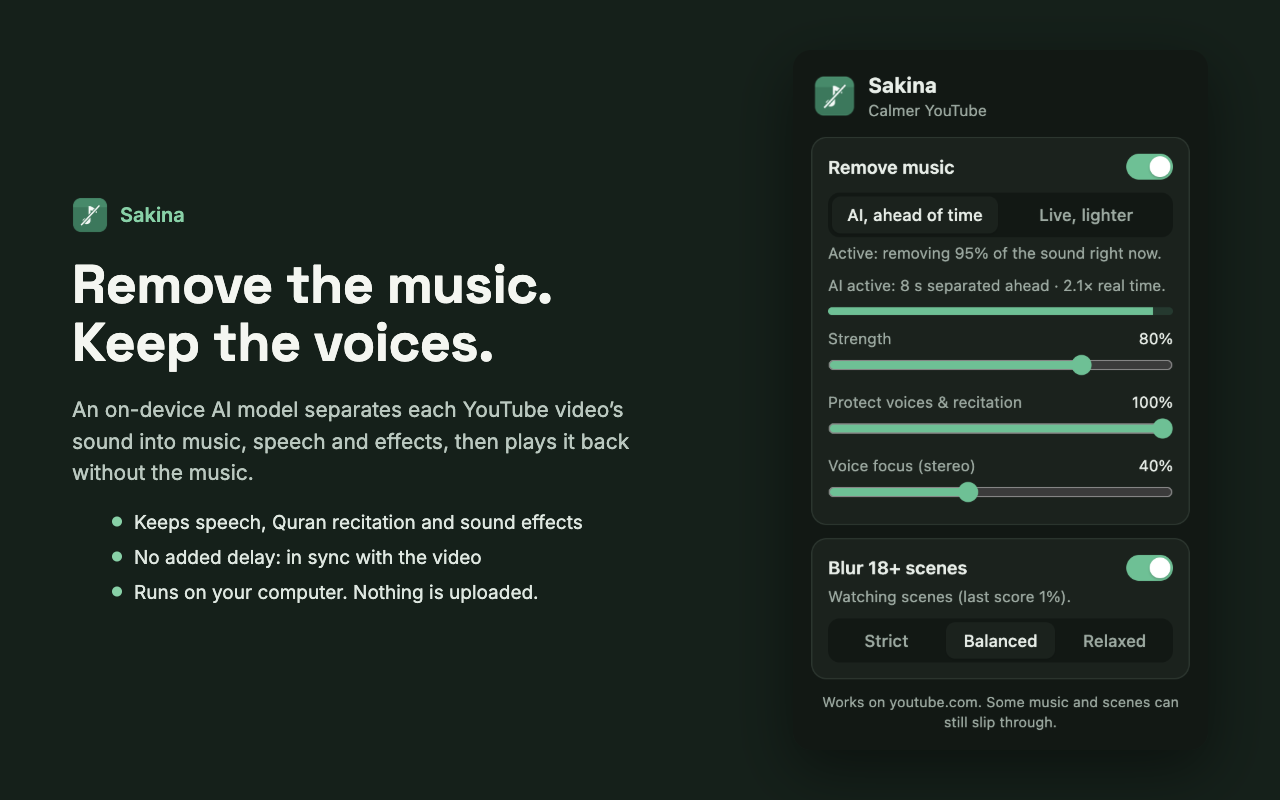 Sakina
Remove the music.
Keep the voices.
An on-device AI model separates each YouTube video’s
sound into music, speech and effects, then plays it back
without the music.
Keeps speech, Quran recitation and sound effects
No added delay: in sync with the video
Runs on your computer. Nothing is uploaded.
Sakina
Calmer YouTube
Remove music
AI, ahead of time
Live, lighter
Active: removing 95% of the sound right now.
AI active: 8 s separated ahead · 2.1× real time.
Strength 80%
Protect voices & recitation 100%
Voice focus (stereo) 40%
Blur 18+ scenes
Watching scenes (last score 1%).
Strict Balanced Relaxed
Works on youtube.com. Some music and scenes can
still slip through.